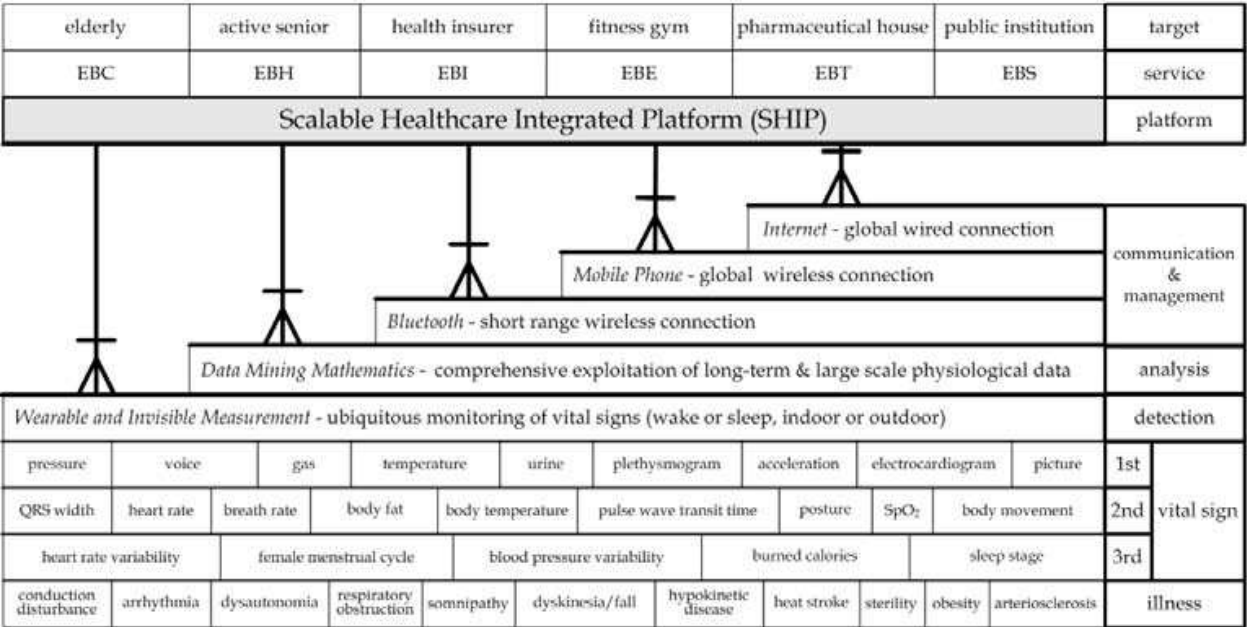 elderly active senior health insurer fitness gym pharmaceutical house public institution target
EBC EBH EBI EBE EBT EBS service
Scalable Healthcare Integrated Platform (SHIP) platform
Internet - global wired connection
Mobile Phone - global wireless connection
communication
&
management
Bluetooth - short range wireless connection
Data Mining Mathematics - comprehensive exploitation of long-term & large scale physiological data analysis
Wearable and Invisible Measurement - ubiquitous monitoring of vital signs (wake or sleep, indoor or outdoor) detection
pressure voice gas temperature urine plethysmogram acceleration electrocardiogram picture 1st
QRS width heart rate breath rate body fat body temperature pulse wave transit time posture SpO₂ body movement 2nd vital sign
heart rate variability female menstrual cycle blood pressure variability burned calories sleep stage 3rd
conduction
disturbance
arrhythmia dysautonomia
respiratory
obstruction
somnipathy dyskinesia/fall
hypokinetic
disease
heat stroke sterility obesity arteriosclerosis illness